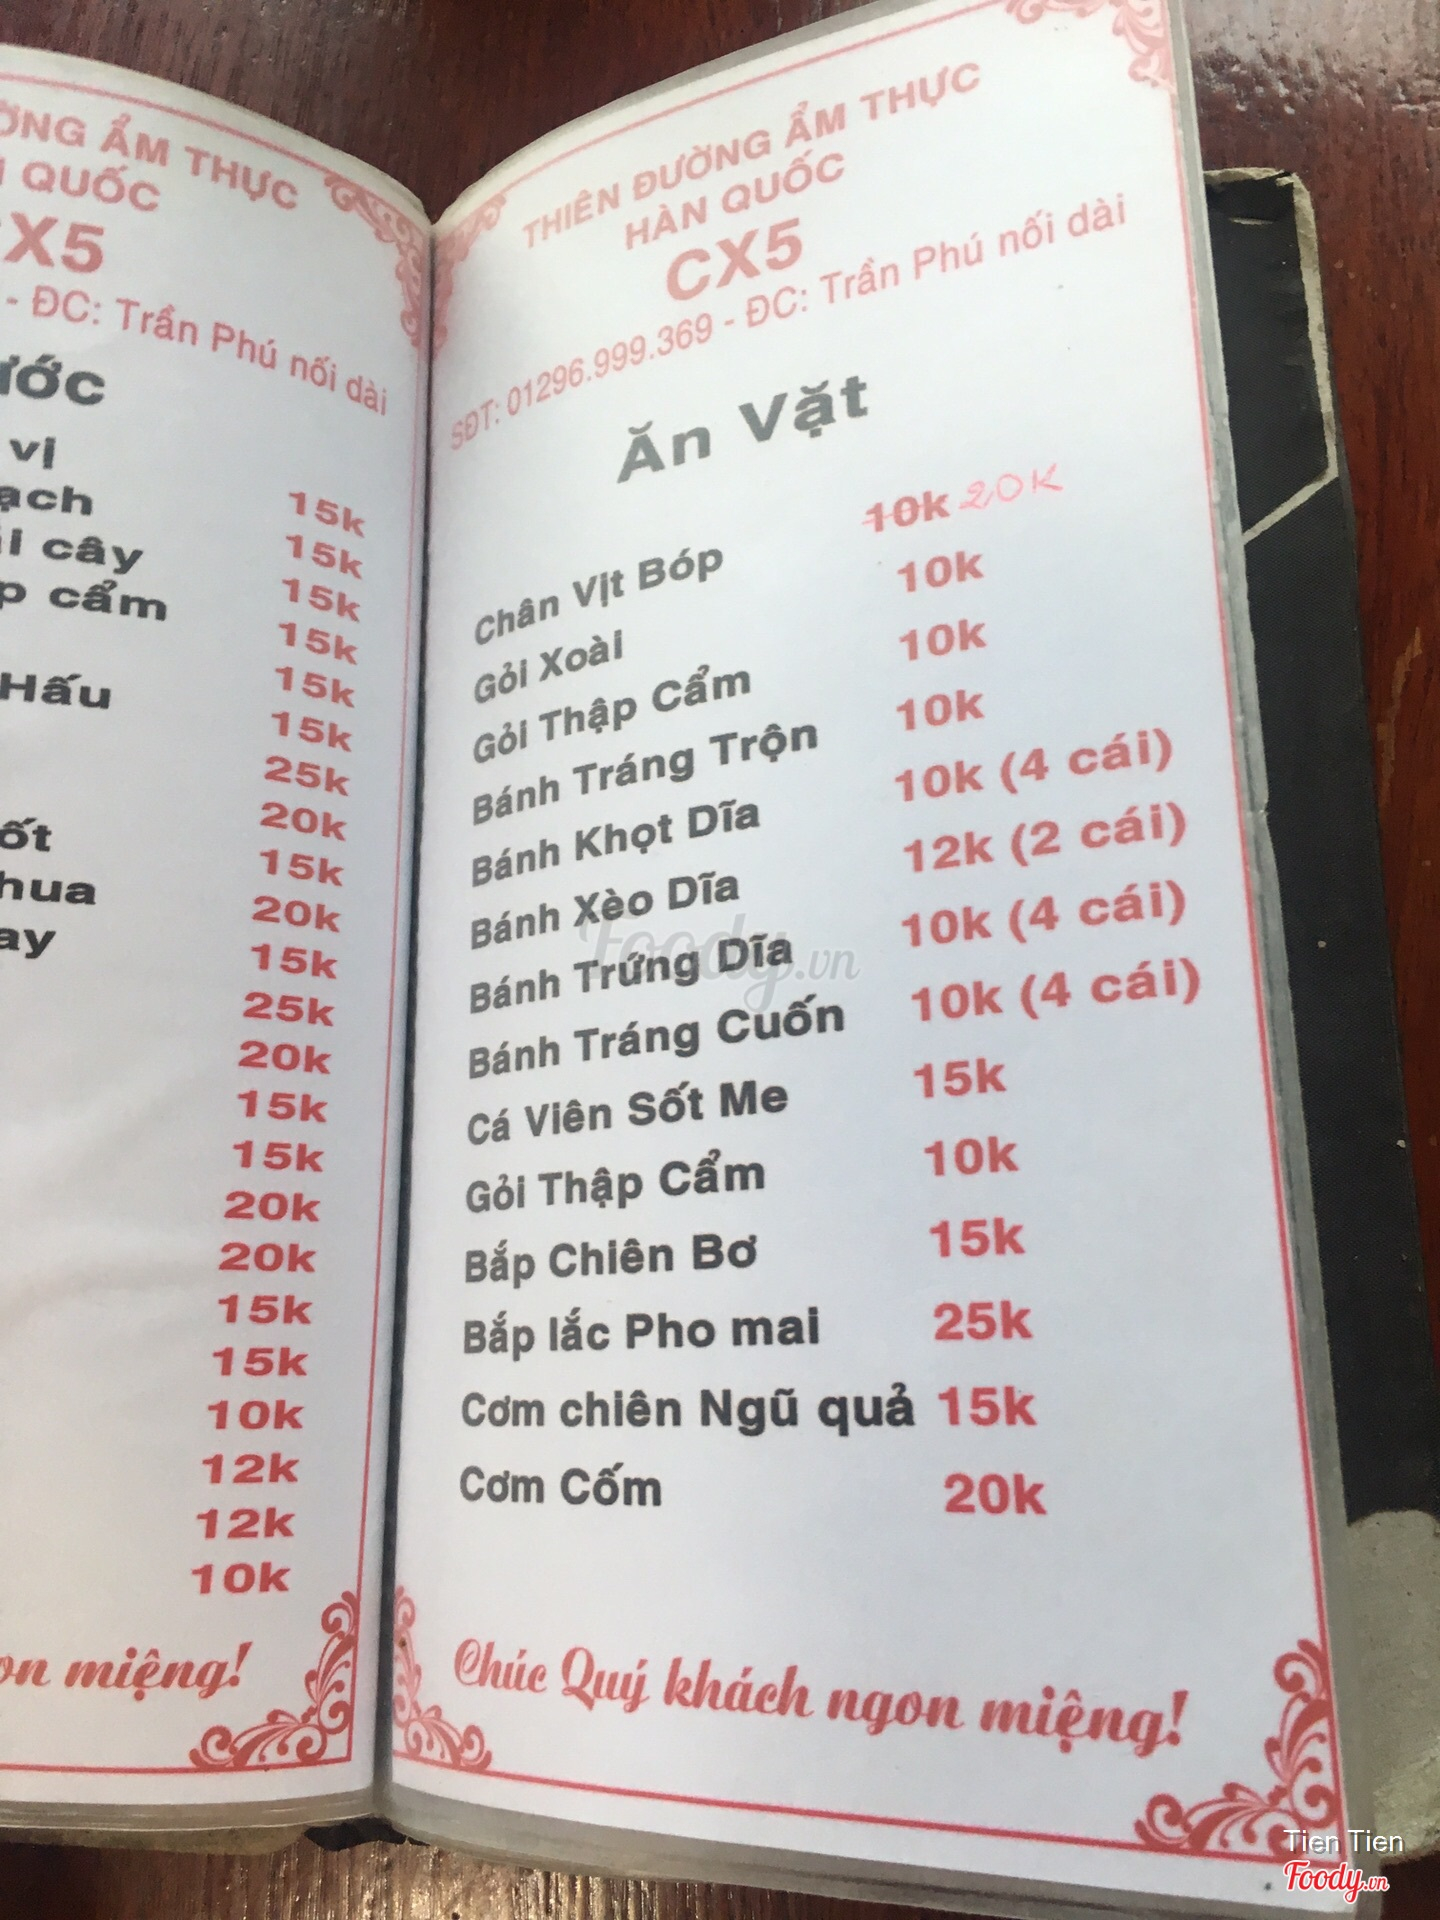 ẨM THỰC
QUỐC
X5
- ĐC: Trần Phú nối dài
vị
15k
15k
cây 15k
cẩm 15k
15k
Hấu 15k
25k
20k
15k
20k
15k
25k
20k
15k
15k
20k
20k
15k
15k
10k
12k
12k
10k
miệng!
THIÊN ĐƯỜNG ẨM THỰC
HÀN QUỐC
CX5
SĐT: 01296.999.369 - ĐC: Trần Phú nối dài
Ăn Vặt
Chân Vịt Bóp 10k 20K
Gỏi Xoài 10k
Gỏi Thập Cẩm 10k
Bánh Tráng Trộn 10k
Bánh Khọt Dĩa 10k (4 cái)
Bánh Xèo Dĩa 12k (2 cái)
Bánh Trứng Dĩa 10k (4 cái)
Bánh Tráng Cuốn 10k (4 cái)
Cá Viên Sốt Me 15k
Gỏi Thập Cẩm 10k
Bắp Chiên Bơ 15k
Bắp lắc Pho mai 25k
Cơm chiên Ngũ quả 15k
Cơm Cốm 20k
Chúc Quý khách ngon miệng!
Foody.vn
Tien Tien
Foody.vn